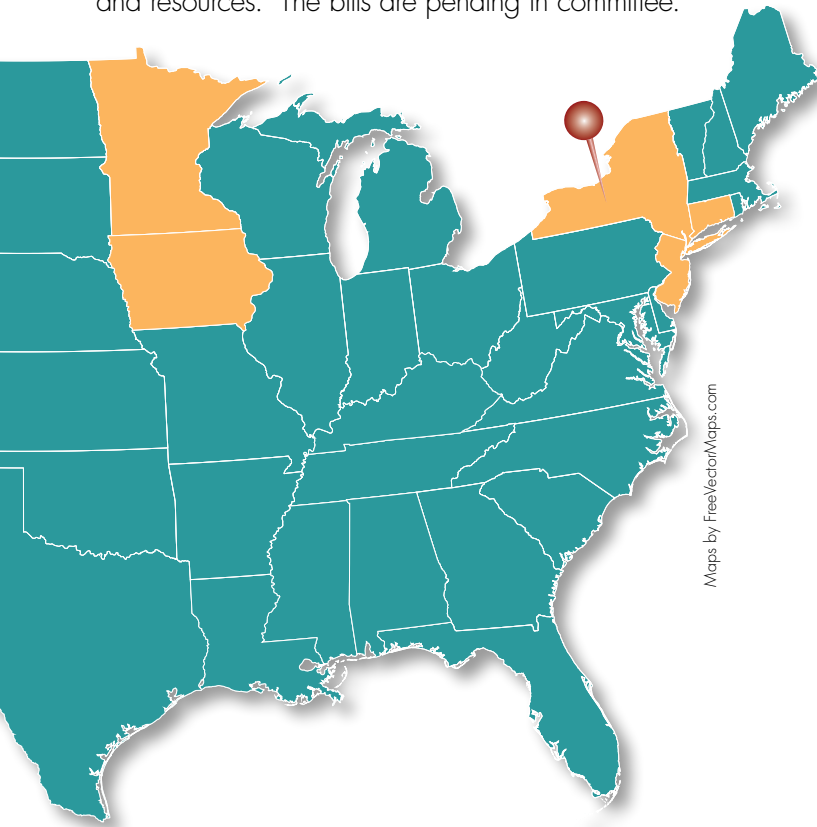 and resources.  The bills are pending in committee.
Maps by FreeVectorMaps.com